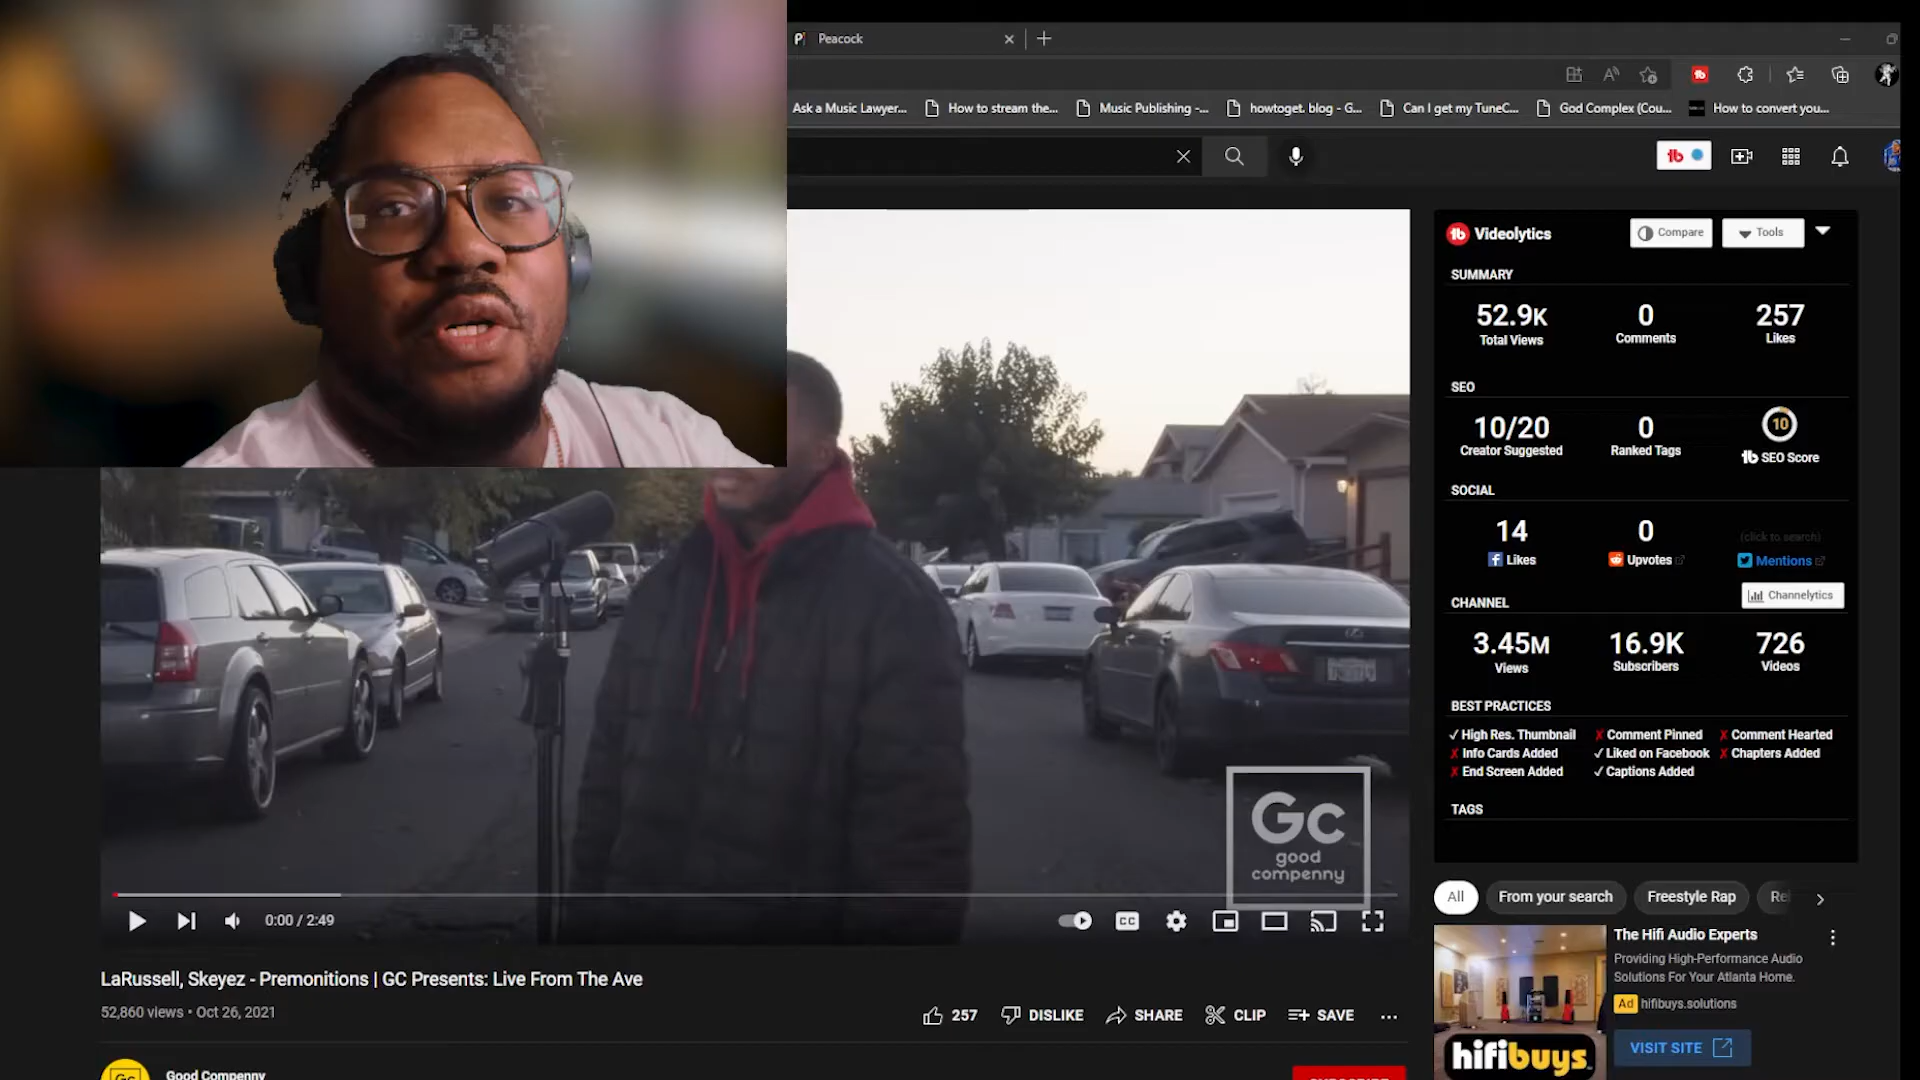 Peacock
Ask a Music Lawyer...
How to stream the...
Music Publishing -...
howtoget. blog - G...
Can I get my TuneC...
God Complex (Cou...
How to convert you...
Videolytics
Compare
Tools
SUMMARY
52.9K
0
257
Total Views
Comments
Likes
SEO
10/20
0
10
Creator Suggested
Ranked Tags
SEO Score
SOCIAL
14
0
(click to search)
Likes
Upvotes
Mentions
CHANNEL
Channelytics
3.45M
16.9K
726
Views
Subscribers
Videos
BEST PRACTICES
✓ High Res. Thumbnail
✗ Comment Pinned
✗ Comment Hearted
✗ Info Cards Added
✓ Liked on Facebook
✗ Chapters Added
✗ End Screen Added
✓ Captions Added
TAGS
Gc
good
compenny
0:00 / 2:49
CC
LaRussell, Skeyez - Premonitions | GC Presents: Live From The Ave
52,860 views • Oct 26, 2021
257
DISLIKE
SHARE
CLIP
SAVE
Good Compenny
All
From your search
Freestyle Rap
The Hifi Audio Experts
Providing High-Performance Audio
Solutions For Your Atlanta Home.
Ad hifibuys.solutions
VISIT SITE
hifibuys